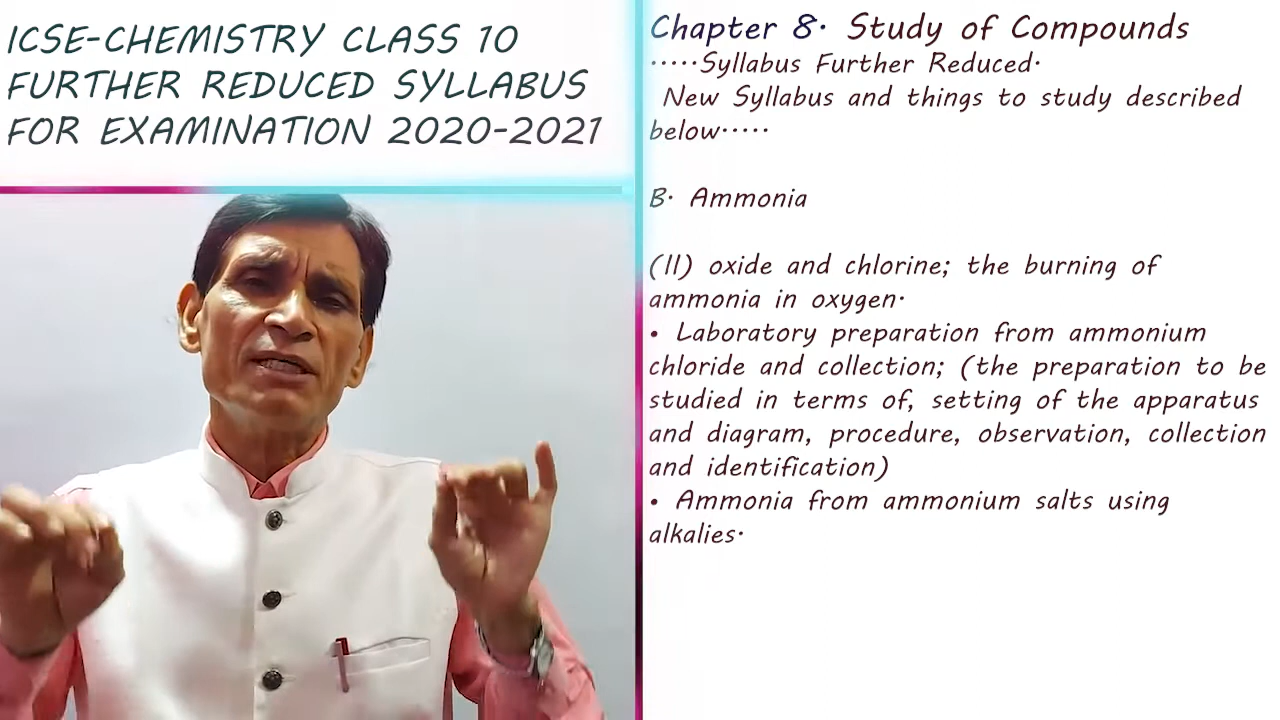 ICSE-CHEMISTRY CLASS 10
FURTHER REDUCED SYLLABUS
FOR EXAMINATION 2020-2021
Chapter 8. Study of Compounds
.....Syllabus Further Reduced.
New Syllabus and things to study described
below.....
B. Ammonia
(II) oxide and chlorine; the burning of
ammonia in oxygen.
• Laboratory preparation from ammonium
chloride and collection; (the preparation to be
studied in terms of, setting of the apparatus
and diagram, procedure, observation, collection
and identification)
• Ammonia from ammonium salts using
alkalies.